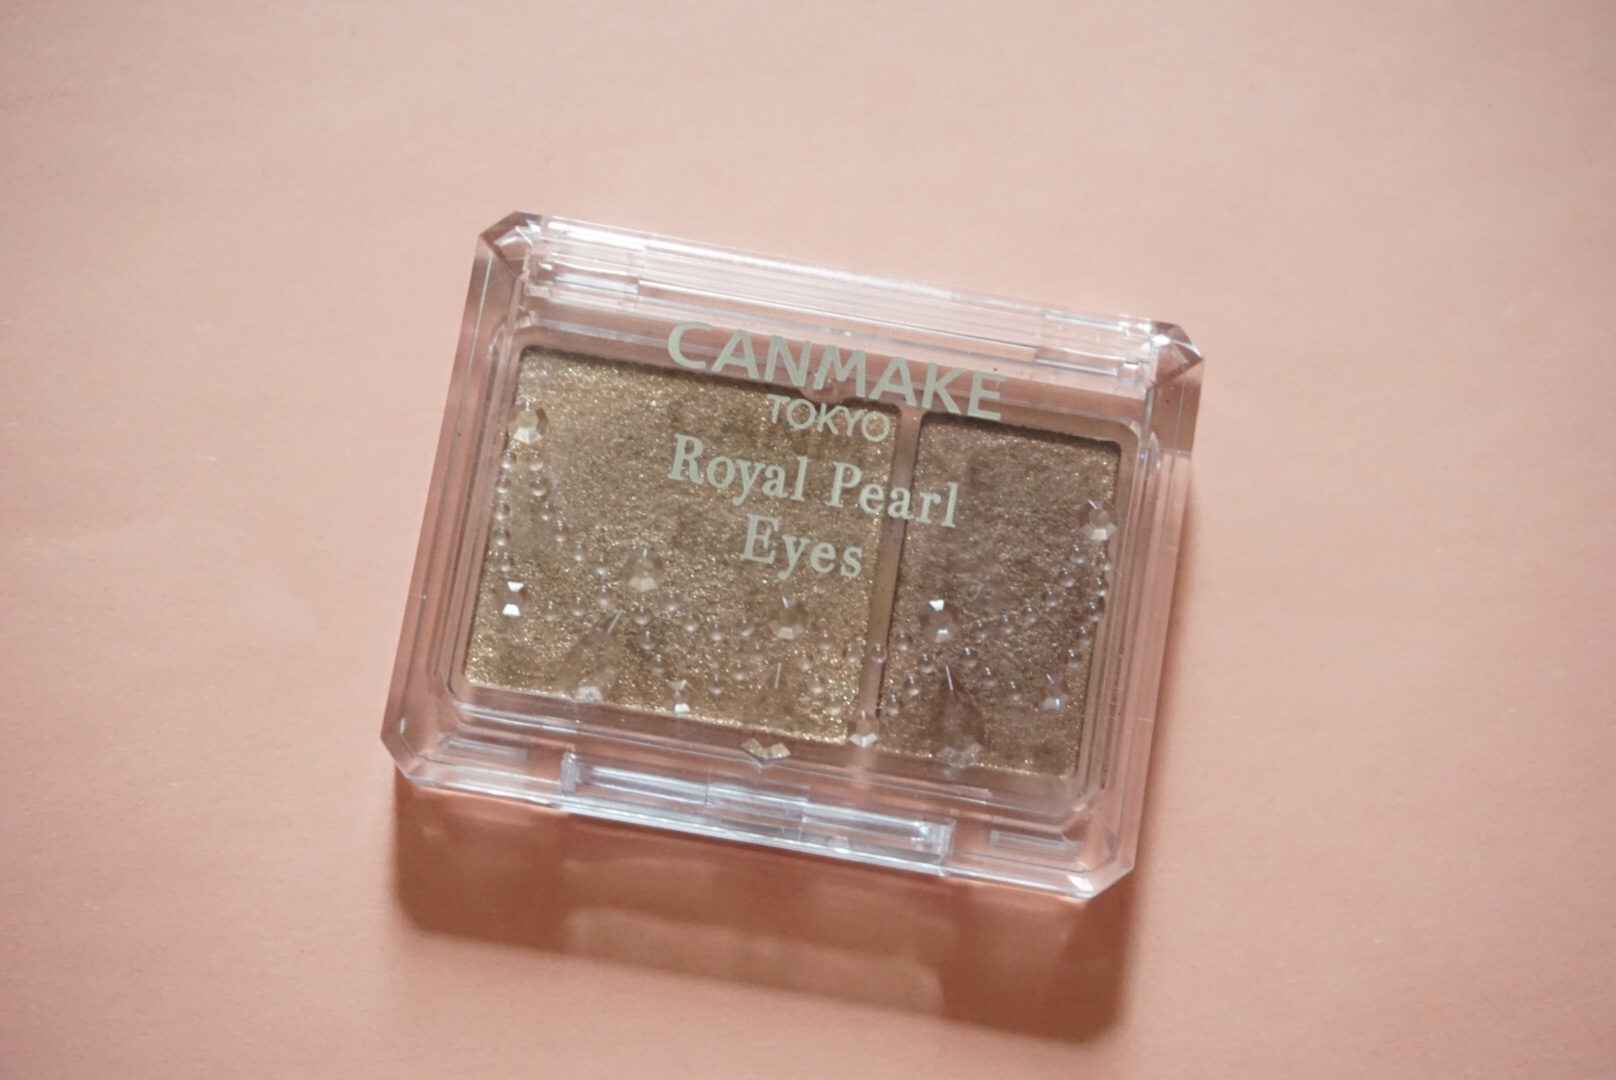 CANMAKE
TOKYO
Royal Pearl
Eyes